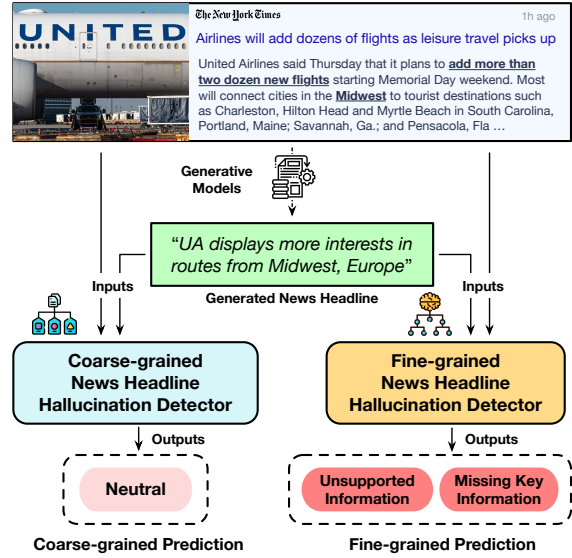 UNITED
The New York Times
1h ago
Airlines will add dozens of flights as leisure travel picks up
United Airlines said Thursday that it plans to add more than
two dozen new flights starting Memorial Day weekend. Most
will connect cities in the Midwest to tourist destinations such
as Charleston, Hilton Head and Myrtle Beach in South Carolina,
Portland, Maine; Savannah, Ga.; and Pensacola, Fla ...
Generative
Models
"UA displays more interests in
routes from Midwest, Europe"
Generated News Headline
Inputs
Inputs
Coarse-grained
News Headline
Hallucination Detector
Fine-grained
News Headline
Hallucination Detector
Outputs
Outputs
Neutral
Unsupported
Information
Missing Key
Information
Coarse-grained Prediction
Fine-grained Prediction